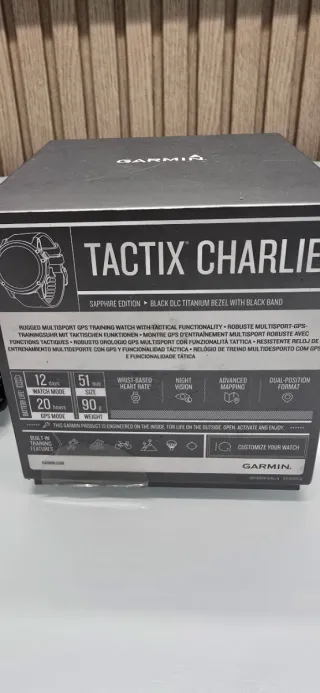 GARMIN
TACTIX® CHARLIE
SAPPHIRE EDITION ▸ BLACK DLC TITANIUM BEZEL WITH BLACK BAND
RUGGED MULTISPORT GPS TRAINING WATCH WITH TACTICAL FUNCTIONALITY • ROBUSTE MULTISPORT-GPS-
TRAININGSUHR MIT TAKTISCHEN FUNKTIONEN • MONTRE GPS D'ENTRAÎNEMENT MULTISPORT ROBUSTE AVEC
FONCTIONS TACTIQUES • ROBUSTO OROLOGIO GPS MULTISPORT CON FUNZIONALITÀ TATTICA • RESISTENTE RELOJ DE
ENTRENAMIENTO MULTIDEPORTE CON GPS Y FUNCIONALIDAD TÁCTICA • RELÓGIO DE TREINO MULTIDESPORTO COM GPS
E FUNCIONALIDADE TÁTICA
BATTERY LIFE
12 days
WATCH MODE
51 mm
SIZE
20 hours
GPS MODE
90 g
WEIGHT
WRIST-BASED
HEART RATE
NIGHT
VISION
ADVANCED
MAPPING
DUAL-POSITION
FORMAT
THIS GARMIN PRODUCT IS ENGINEERED ON THE INSIDE. FOR LIFE ON THE OUTSIDE. OPEN, ACTIVATE AND ENJOY.
BUILT-IN
TRAINING
FEATURES
CUSTOMIZE YOUR WATCH
GARMIN.COM
GARMIN.